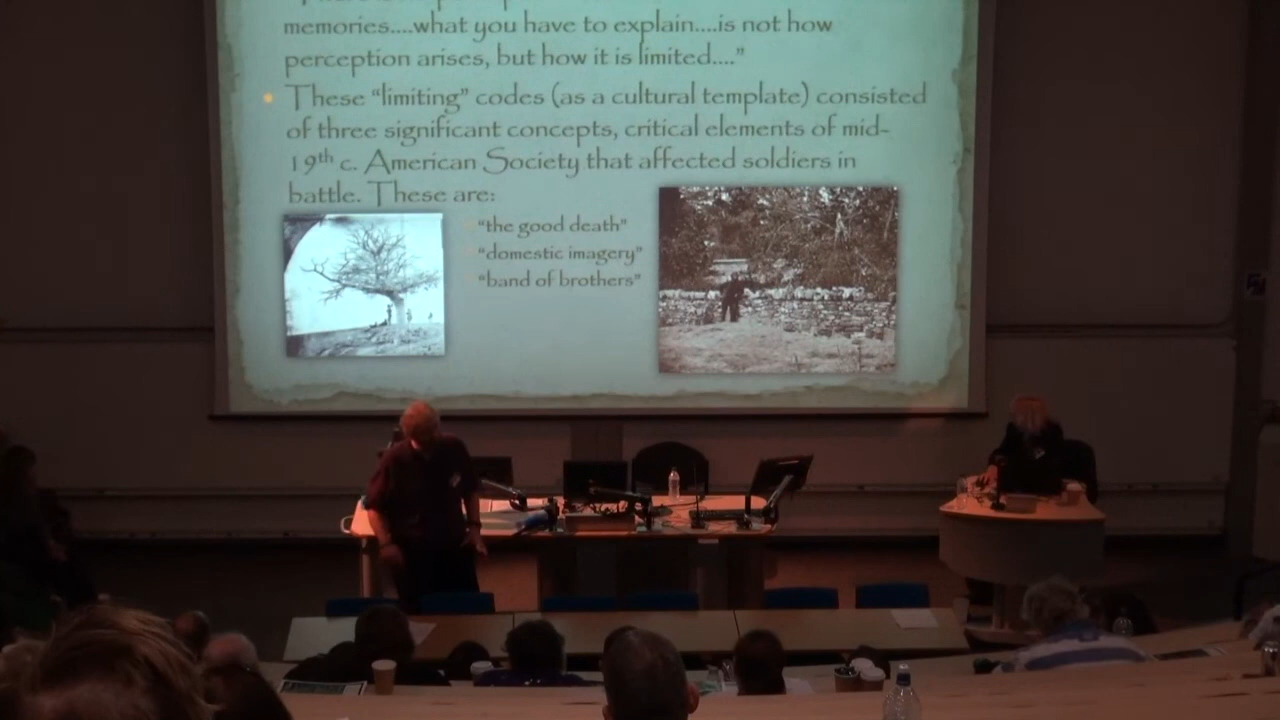 memories....what you have to explain....is not how
perception arises, but how it is limited...."
These "limiting" codes (as a cultural template) consisted
of three significant concepts, critical elements of mid-
19th c. American Society that affected soldiers in
battle. These are:
"the good death"
"domestic imagery"
"band of brothers"